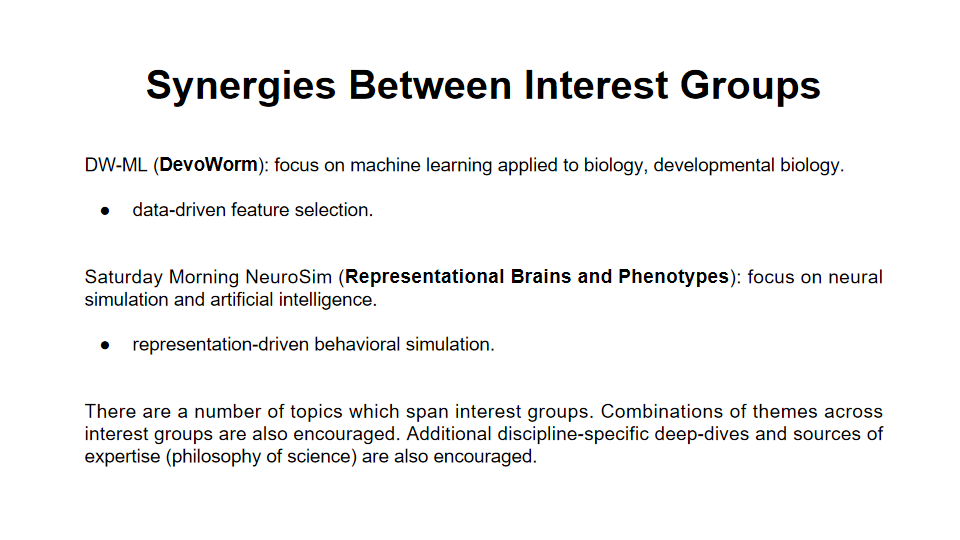 Synergies Between Interest Groups
DW-ML (DevoWorm): focus on machine learning applied to biology, developmental biology.
● data-driven feature selection.
Saturday Morning NeuroSim (Representational Brains and Phenotypes): focus on neural
simulation and artificial intelligence.
● representation-driven behavioral simulation.
There are a number of topics which span interest groups. Combinations of themes across
interest groups are also encouraged. Additional discipline-specific deep-dives and sources of
expertise (philosophy of science) are also encouraged.